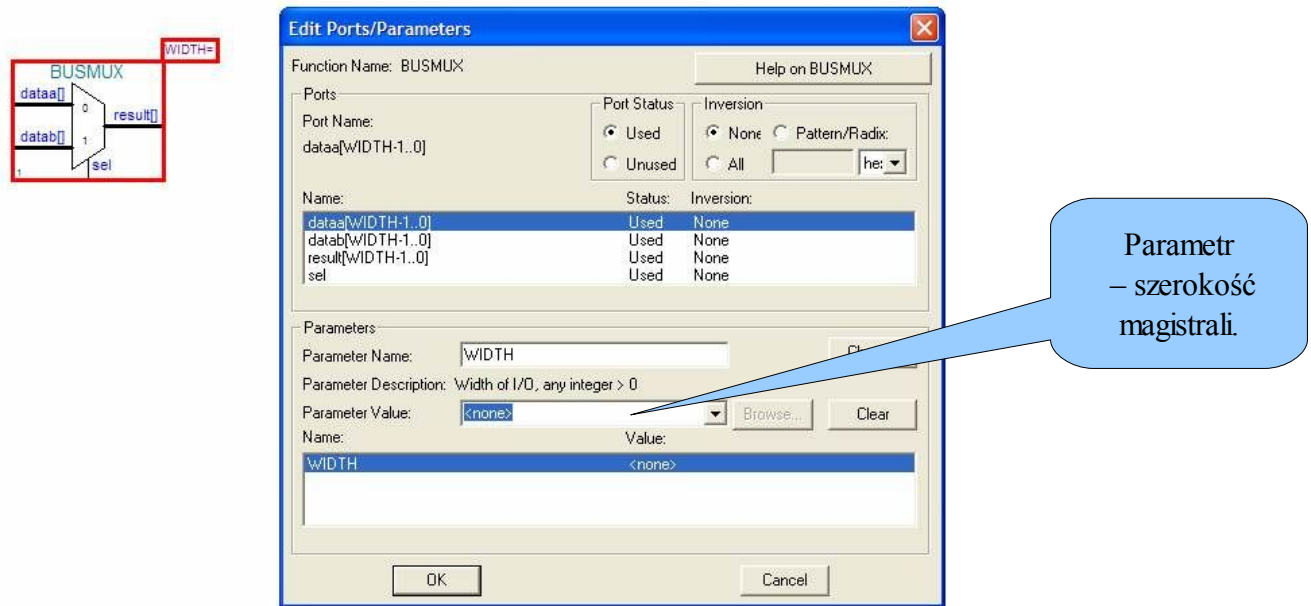 WIDTH=
BUSMUX
dataa[]
0
result[]
datab[]
1
sel
1
Edit Ports/Parameters
Function Name: BUSMUX
Help on BUSMUX
Ports
Port Name:
dataa[WIDTH-1..0]
Port Status
Used
Unused
Inversion
None
Pattern/Radix:
All
Name: Status: Inversion:
dataa[WIDTH-1..0] Used None
datab[WIDTH-1..0] Used None
result[WIDTH-1..0] Used None
sel Used None
Parameters
Parameter Name: WIDTH
Parameter Description: Width of I/O, any integer > 0
Parameter Value: <none> Browse... Clear
Name: Value:
WIDTH <none>
OK Cancel
Parametr
– szerokość
magistrali.